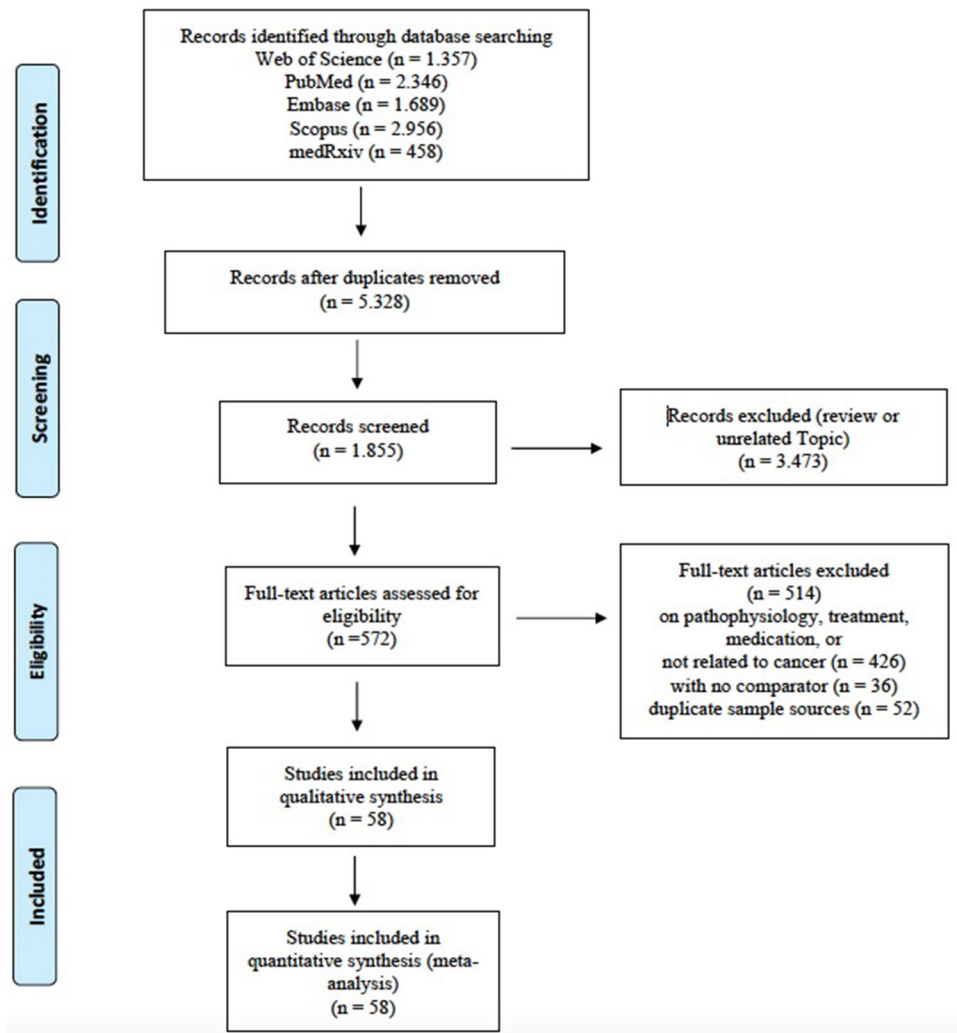 Identification
Records identified through database searching
Web of Science (n = 1.357)
PubMed (n = 2.346)
Embase (n = 1.689)
Scopus (n = 2.956)
medRxiv (n = 458)
Records after duplicates removed
(n = 5.328)
Screening
Records screened
(n = 1.855)
Records excluded (review or
unrelated Topic)
(n = 3.473)
Eligibility
Full-text articles assessed for
eligibility
(n =572)
Full-text articles excluded
(n = 514)
on pathophysiology, treatment,
medication, or
not related to cancer (n = 426)
with no comparator (n = 36)
duplicate sample sources (n = 52)
Included
Studies included in
qualitative synthesis
(n = 58)
Studies included in
quantitative synthesis (meta-
analysis)
(n = 58)